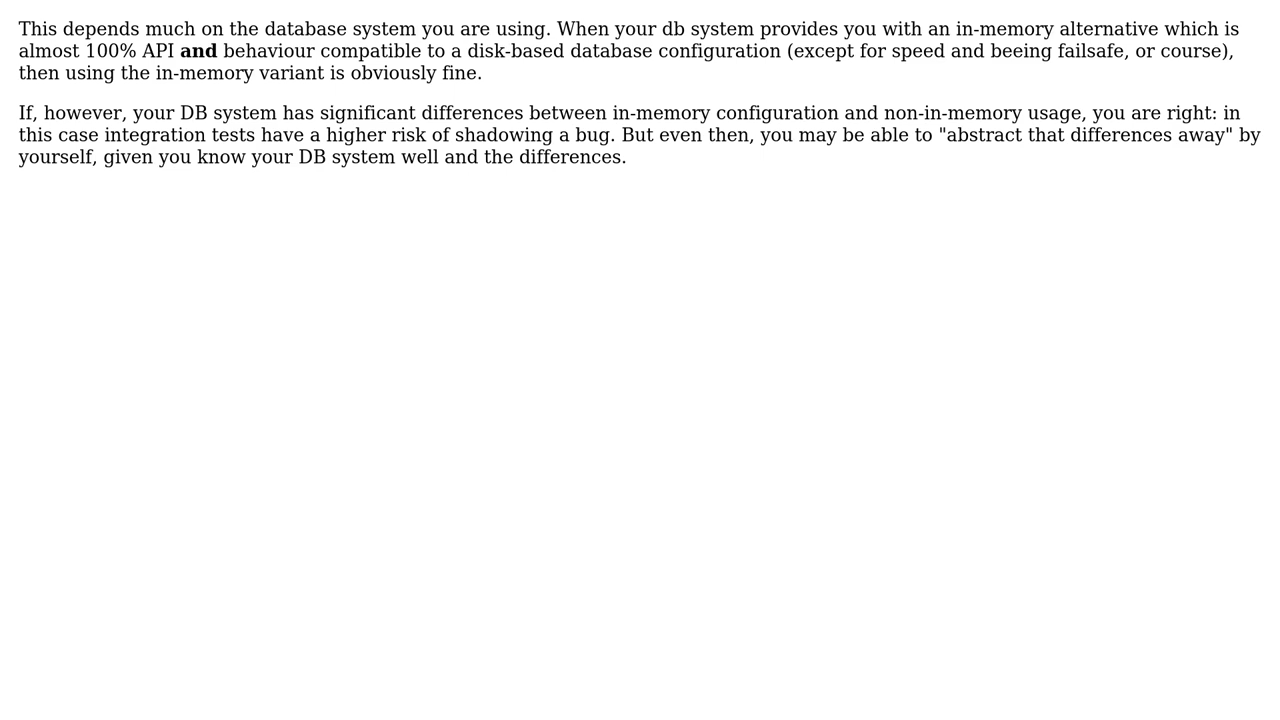 This depends much on the database system you are using. When your db system provides you with an in-memory alternative which is
almost 100% API and behaviour compatible to a disk-based database configuration (except for speed and beeing failsafe, or course),
then using the in-memory variant is obviously fine.
If, however, your DB system has significant differences between in-memory configuration and non-in-memory usage, you are right: in
this case integration tests have a higher risk of shadowing a bug. But even then, you may be able to "abstract that differences away" by
yourself, given you know your DB system well and the differences.